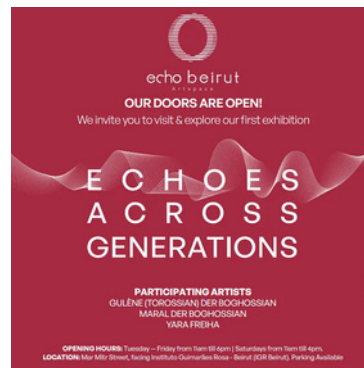 echo beirut
Artspace
OUR DOORS ARE OPEN!
We invite you to visit & explore our first exhibition
ECHOES
ACROSS
GENERATIONS
PARTICIPATING ARTISTS
GULÈNE (TOROSSIAN) DER BOGHOSSIAN
MARAL DER BOGHOSSIAN
YARA FREIHA
OPENING HOURS: Tuesday – Friday from 11am till 6pm | Saturdays from 11am till 4pm.
LOCATION: Mar Mitr Street, facing Instituto Guimarães Rosa - Beirut (IGR Beirut). Parking Available